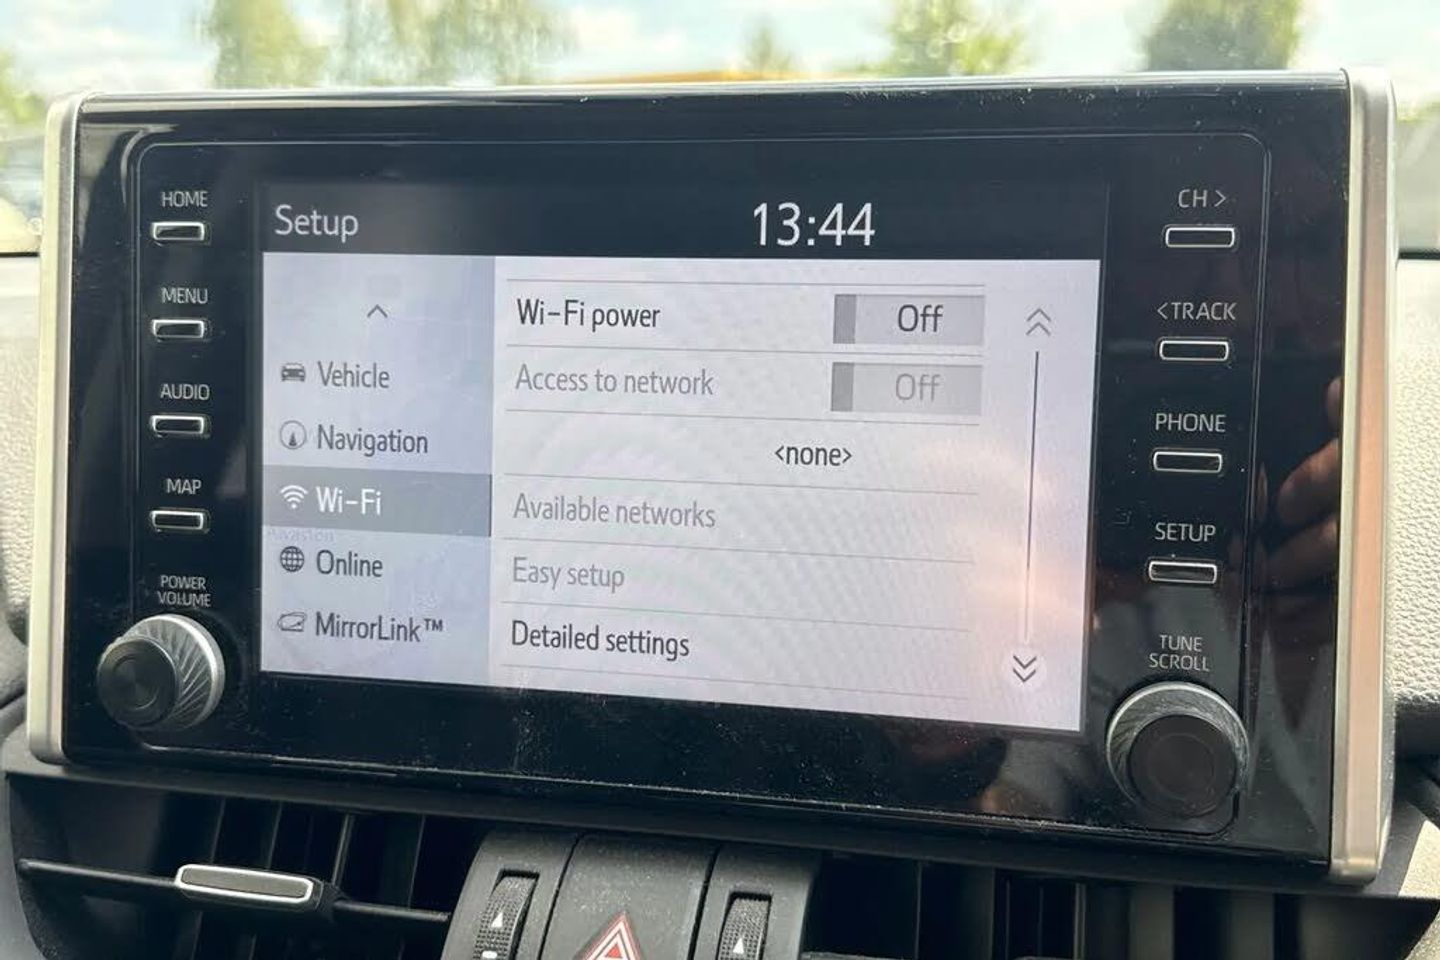 HOME
MENU
AUDIO
MAP
POWER
VOLUME
Setup
13:44
Vehicle
Navigation
Wi-Fi
Online
MirrorLink™
Wi-Fi power Off
Access to network Off
<none>
Available networks
Easy setup
Detailed settings
CH >
<TRACK
PHONE
SETUP
TUNE
SCROLL